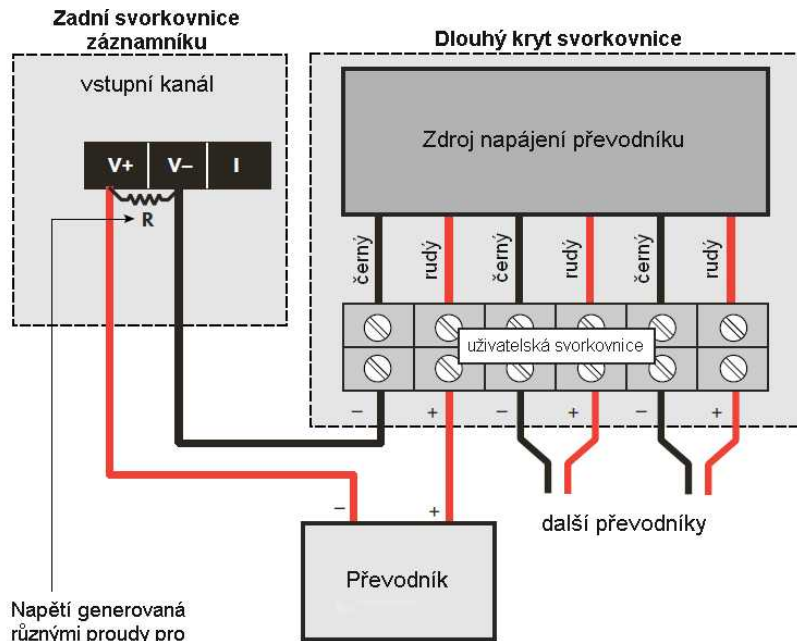 Zadní svorkovnice
záznamníku
vstupní kanál
V+ V– I
R
Dlouhý kryt svorkovnice
Zdroj napájení převodníku
černý rudý černý rudý černý rudý
uživatelská svorkovnice
– + – + – +
další převodníky
– +
Převodník
Napětí generovaná
různými proudy pro